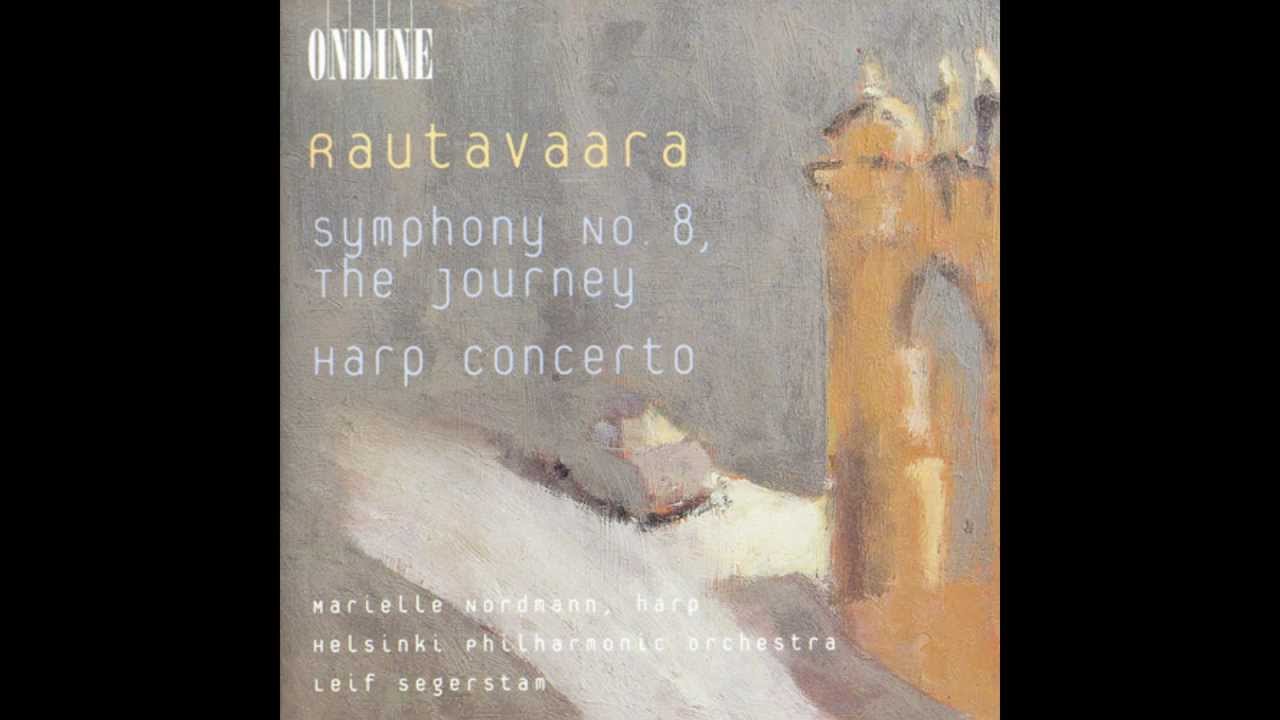 ONDINE
Rautavaara
Symphony No. 8,
The Journey
Harp Concerto
Marielle Nordmann, harp
Helsinki Philharmonic Orchestra
Leif Segerstam